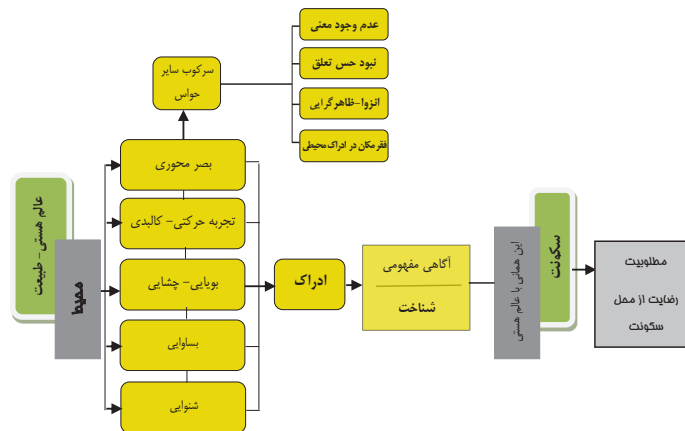 عدم وجود معنی
نبود حس تعلق
انزوا-ظاهرگرایی
فقر مکان در ادراک محیطی
سرکوب سایر
حواس
بصر محوری
تجربه حرکتی- کالبدی
بویایی- چشایی
بساوایی
شنوایی
عالم هستی - طبیعت
محیط
ادراک
آگاهی مفهومی
شناخت
این همانی با عالم هستی
سکونت
مطلوبیت
رضایت از محل
سکونت